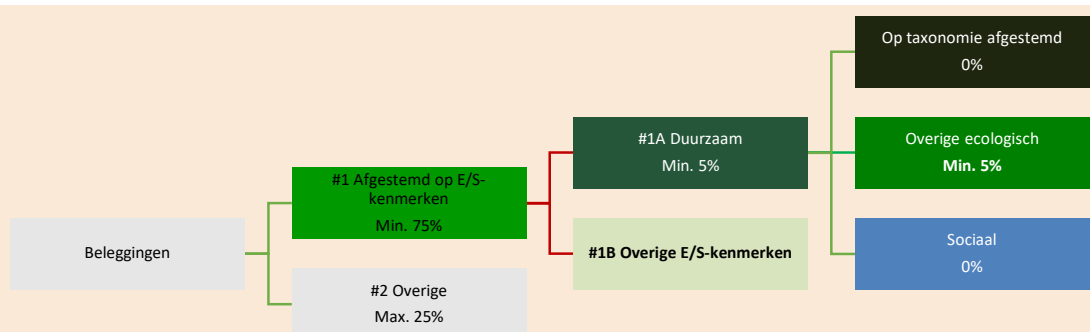 Beleggingen
#1 Afgestemd op E/S-
kenmerken
Min. 75%
#2 Overige
Max. 25%
#1A Duurzaam
Min. 5%
#1B Overige E/S-kenmerken
Op taxonomie afgestemd
0%
Overige ecologisch
Min. 5%
Sociaal
0%